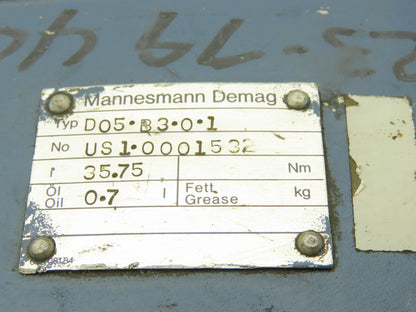 23-79 40
Mannesmann Demag
Typ D05·B3·0·1
No US1·0001532
i 35·75 Nm
Öl Oil 0·7 l Fett Grease kg